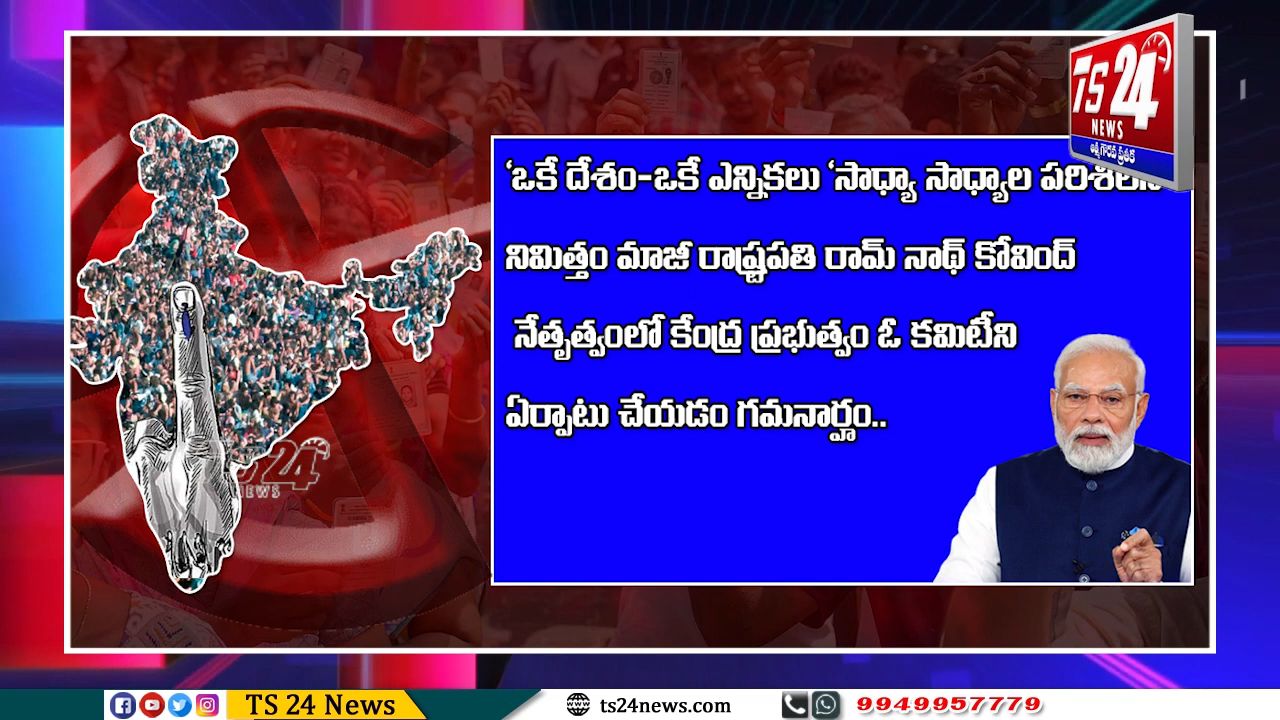 TS 24
NEWS
'ఒకే దేశం-ఒకే ఎన్నికలు 'సాధ్యా సాధ్యాల
నిమిత్తం మాజీ రాష్ట్రపతి రామ్ నాథ్ కోవింద్
నేతృత్వంలో కేంద్ర ప్రభుత్వం ఓ కమిటీని
ఏర్పాటు చేయడం గమనార్హం..
TS 24 News
ts24news.com
9949957779